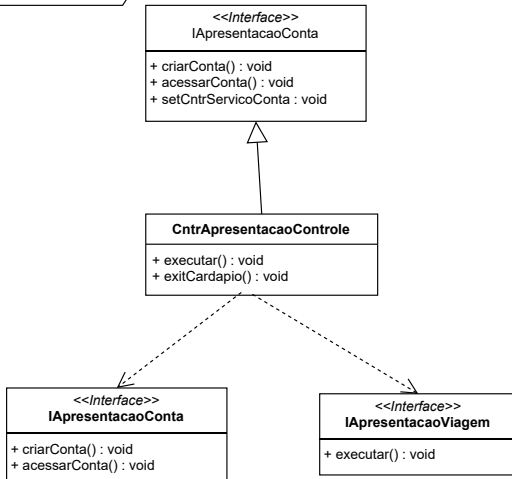 <<Interface>>
IApresentacaoConta
+ criarConta() : void
+ acessarConta() : void
+ setCntrServicoConta : void
CntrApresentacaoControle
+ executar() : void
+ exitCardapio() : void
<<Interface>>
IApresentacaoConta
+ criarConta() : void
+ acessarConta() : void
<<Interface>>
IApresentacaoViagem
+ executar() : void